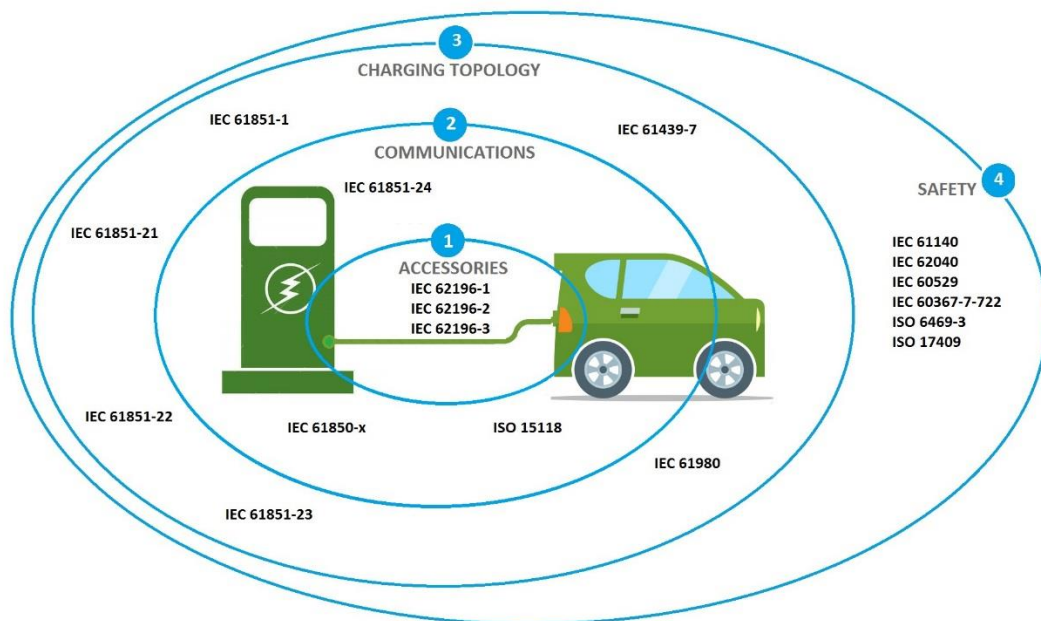 3
CHARGING TOPOLOGY
IEC 61851-1
IEC 61439-7
2
COMMUNICATIONS
IEC 61851-24
4
SAFETY
IEC 61851-21
1
ACCESSORIES
IEC 62196-1
IEC 62196-2
IEC 62196-3
IEC 61140
IEC 62040
IEC 60529
IEC 60367-7-722
ISO 6469-3
ISO 17409
IEC 61851-22
IEC 61850-x
ISO 15118
IEC 61980
IEC 61851-23